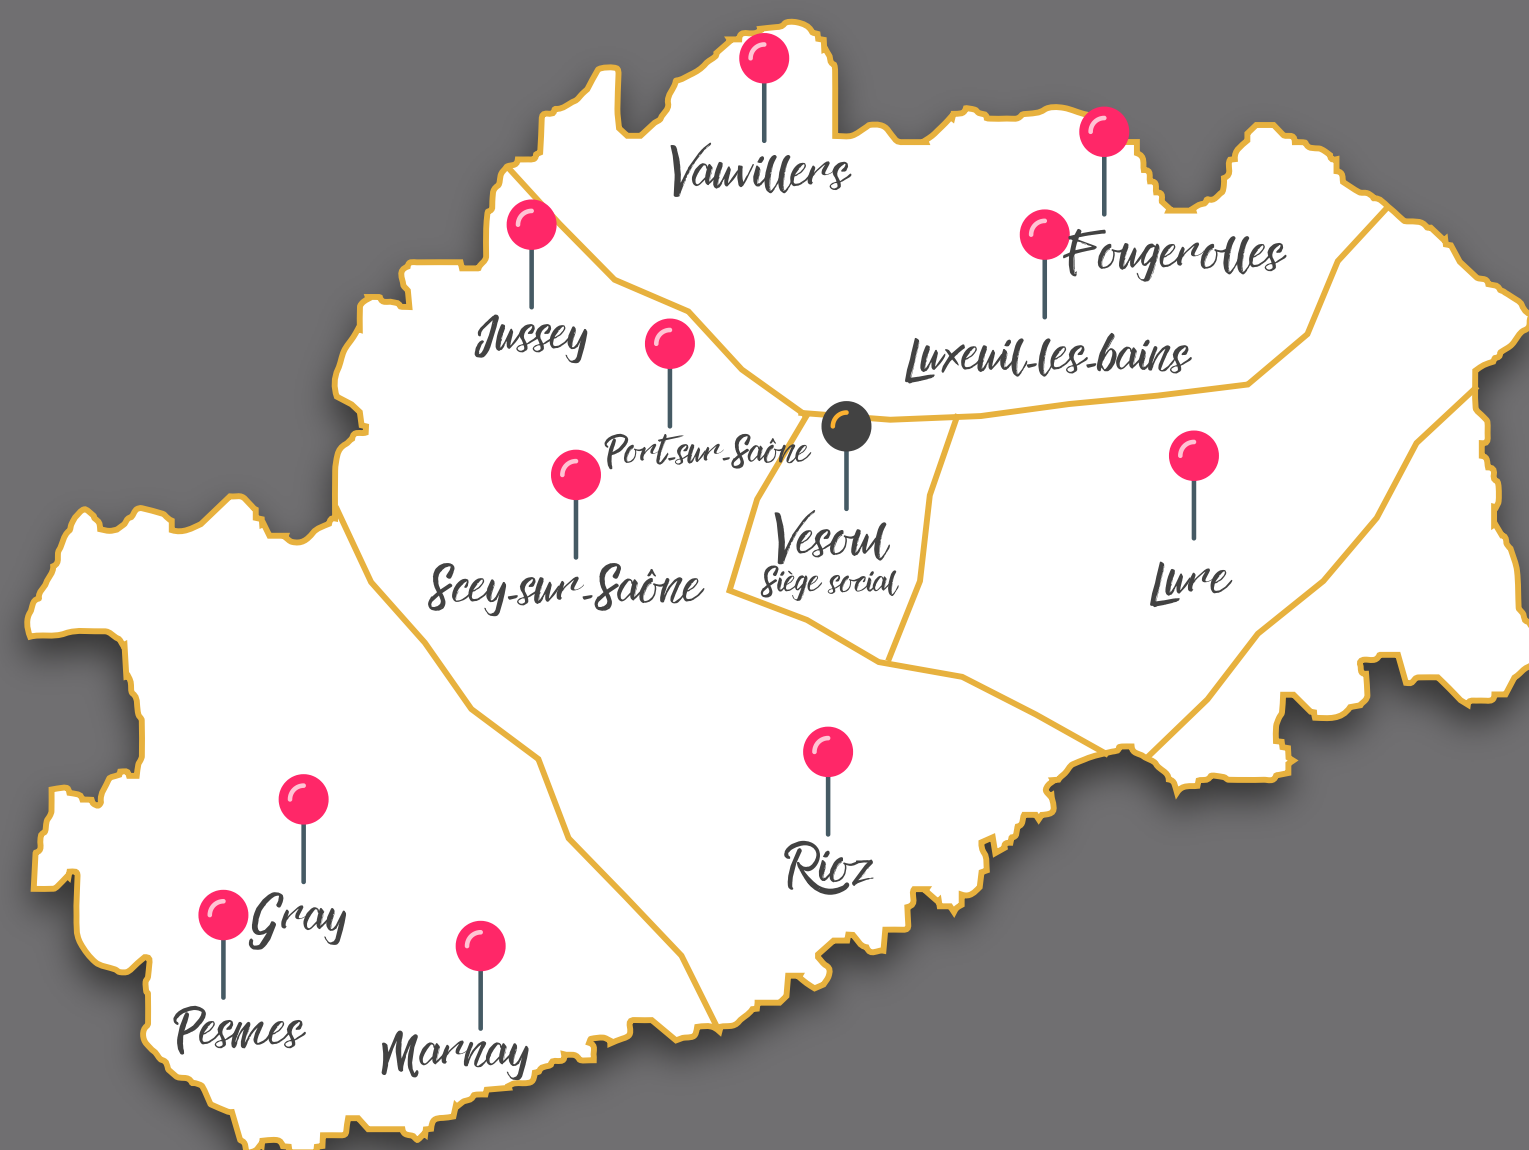 Vauvillers
Fougerolles
Jussey
Luxeuil-les-bains
Port-sur-Saône
Vesoul
Siège social
Scey-sur-Saône
Lure
Rioz
Gray
Pesmes
Marnay